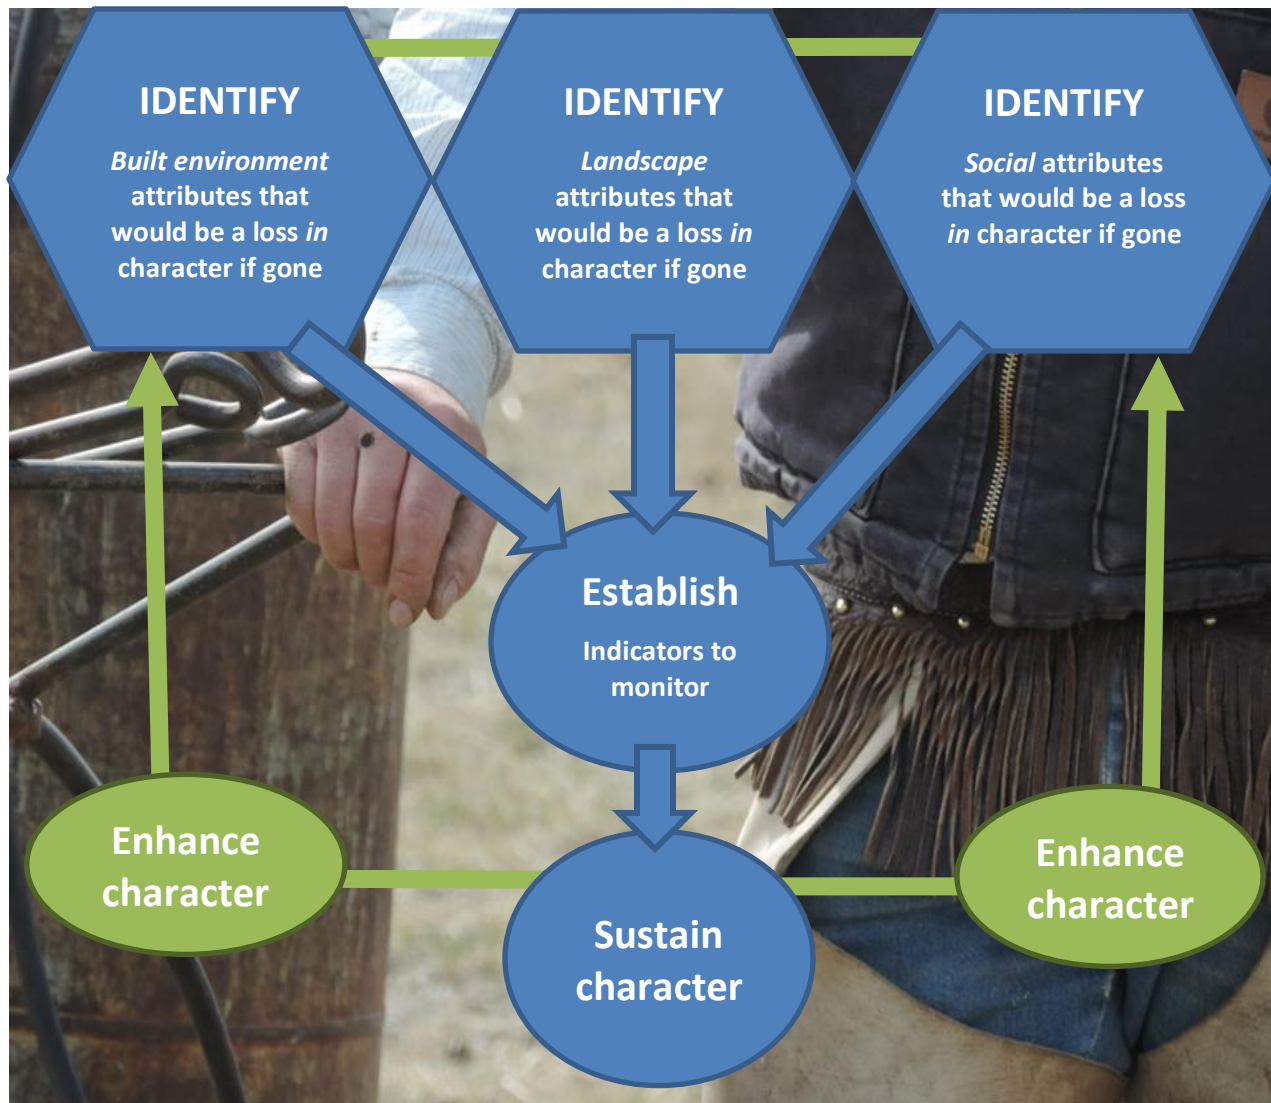 IDENTIFY
Built environment
attributes that
would be a loss in
character if gone
IDENTIFY
Landscape
attributes that
would be a loss in
character if gone
IDENTIFY
Social attributes
that would be a loss
in character if gone
Establish
Indicators to
monitor
Enhance
character
Sustain
character
Enhance
character